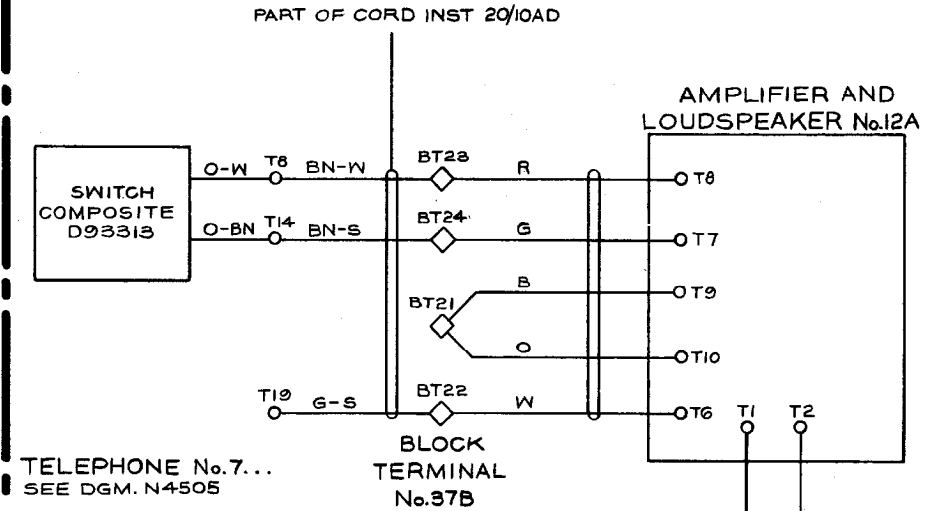 PART OF CORD INST 20/10AD
AMPLIFIER AND
LOUDSPEAKER No.12A
SWITCH
COMPOSITE
D93313
O-W T8 BN-W BT23 R T8
O-BN T14 BN-S BT24 G T7
BT21 B T9
O T10
T19 G-S BT22 W T6
T1 T2
BLOCK
TERMINAL
No.37B
TELEPHONE No.7...
SEE DGM. N4505